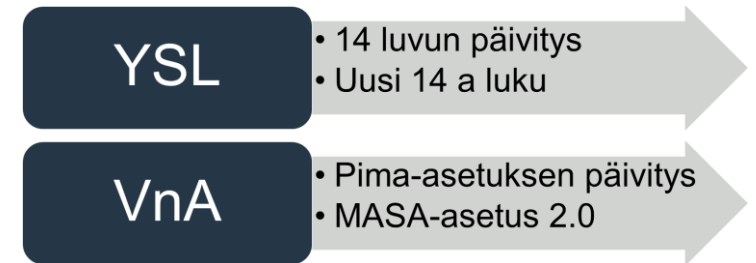 YSL
• 14 luvun päivitys
• Uusi 14 a luku
VnA
• Pima-asetuksen päivitys
• MASA-asetus 2.0